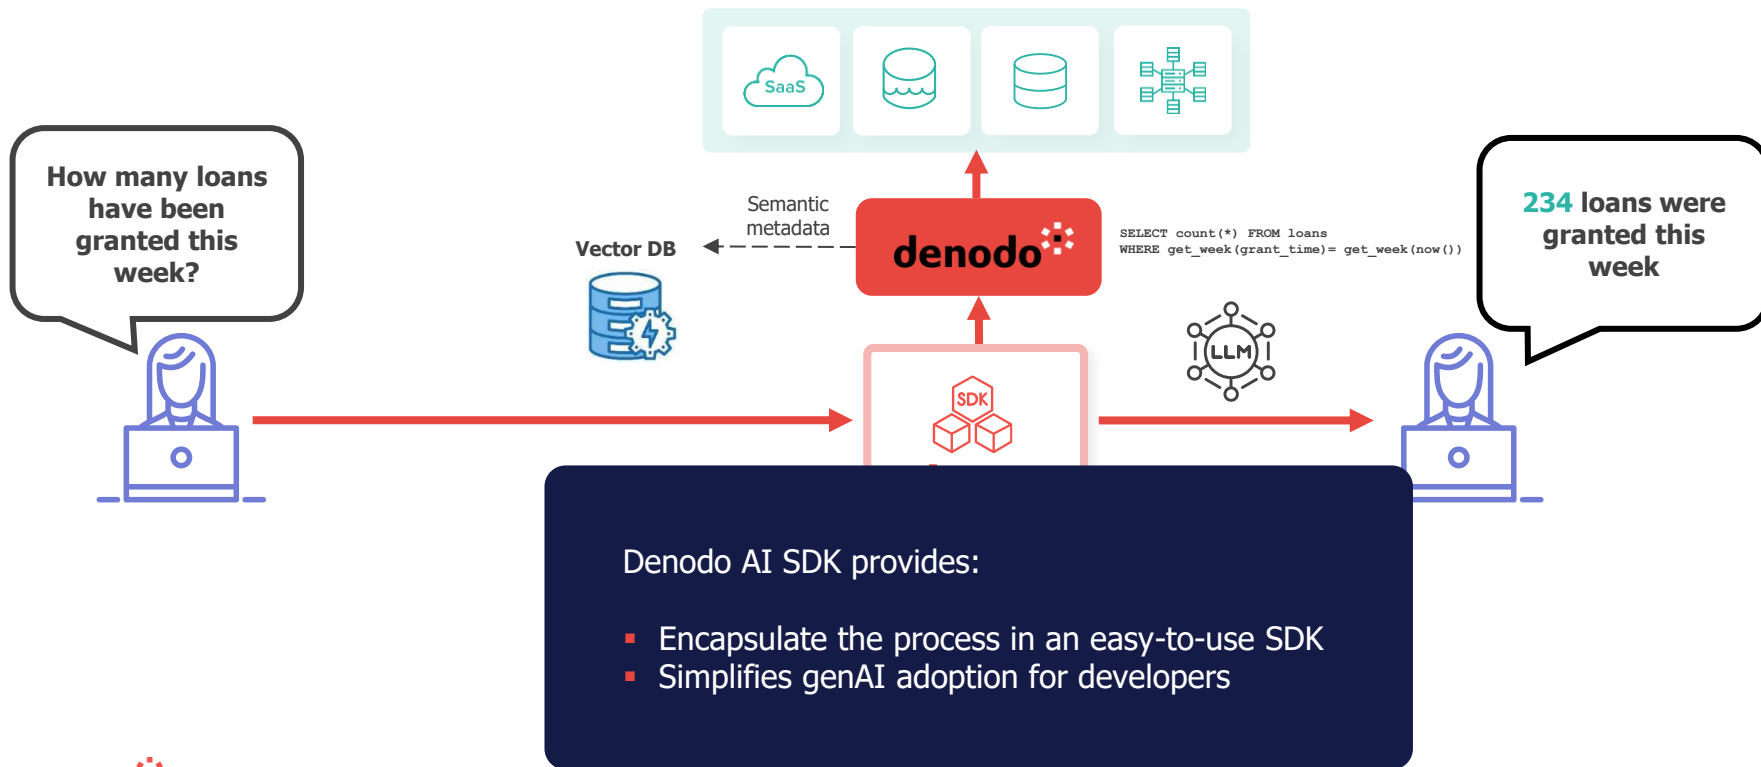 SaaS
How many loans
have been
granted this
week?
Semantic
metadata
Vector DB
denodo
SELECT count(*) FROM loans
WHERE get_week(grant_time)= get_week(now())
234 loans were
granted this
week
LLM
SDK
Denodo AI SDK provides:
▪ Encapsulate the process in an easy-to-use SDK
▪ Simplifies genAI adoption for developers